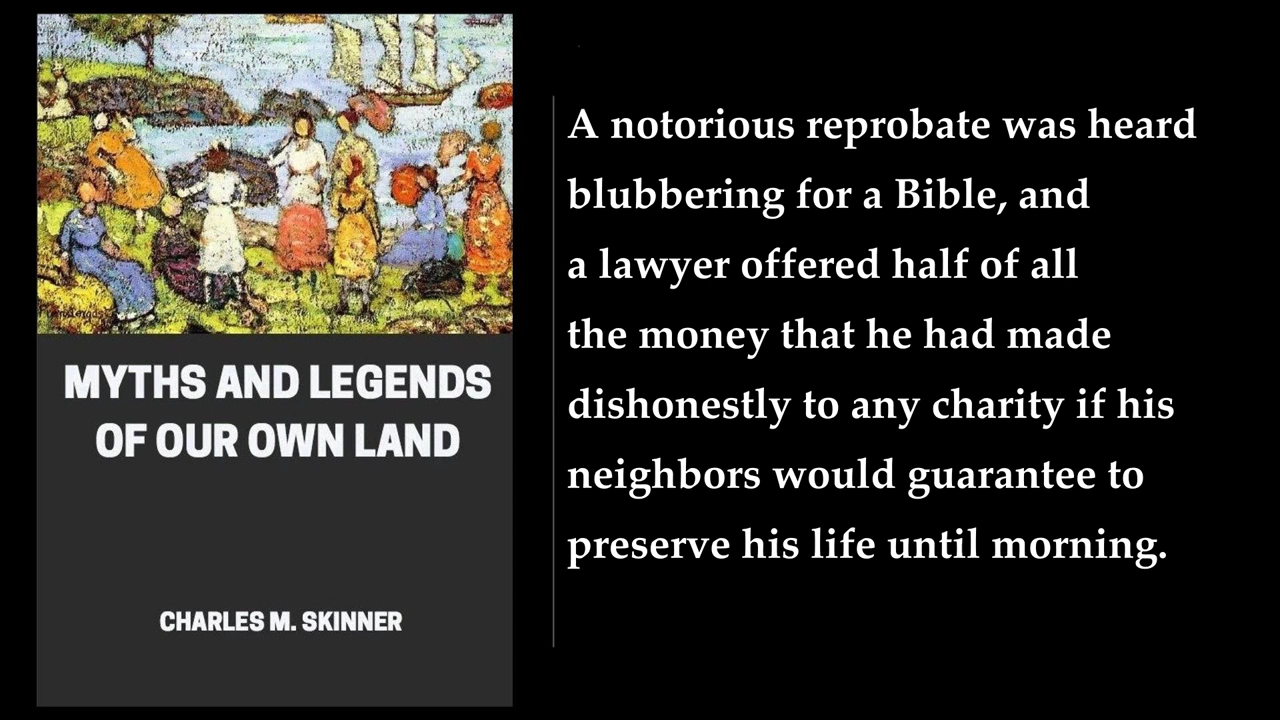 MYTHS AND LEGENDS
OF OUR OWN LAND
CHARLES M. SKINNER
A notorious reprobate was heard
blubbering for a Bible, and
a lawyer offered half of all
the money that he had made
dishonestly to any charity if his
neighbors would guarantee to
preserve his life until morning.